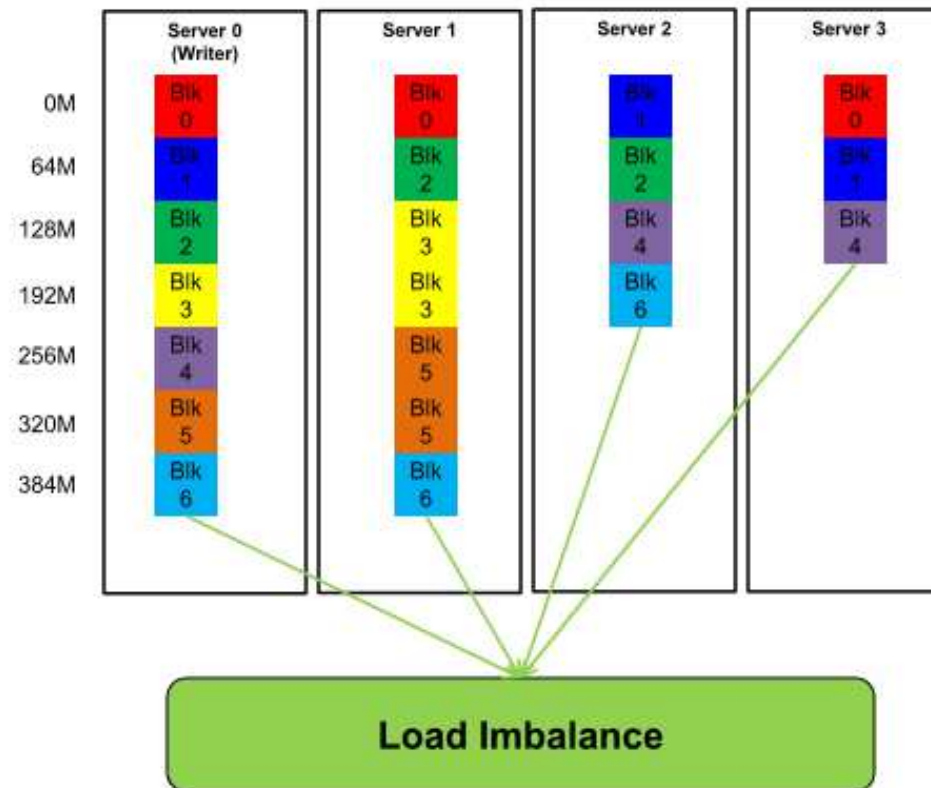 Server 0
(Writer)
Server 1
Server 2
Server 3
0M
Blk
0
Blk
0
Blk
1
Blk
0
64M
Blk
1
Blk
2
Blk
2
Blk
1
128M
Blk
2
Blk
3
Blk
4
Blk
4
192M
Blk
3
Blk
3
Blk
6
256M
Blk
4
Blk
5
320M
Blk
5
Blk
5
384M
Blk
6
Blk
6
Load Imbalance